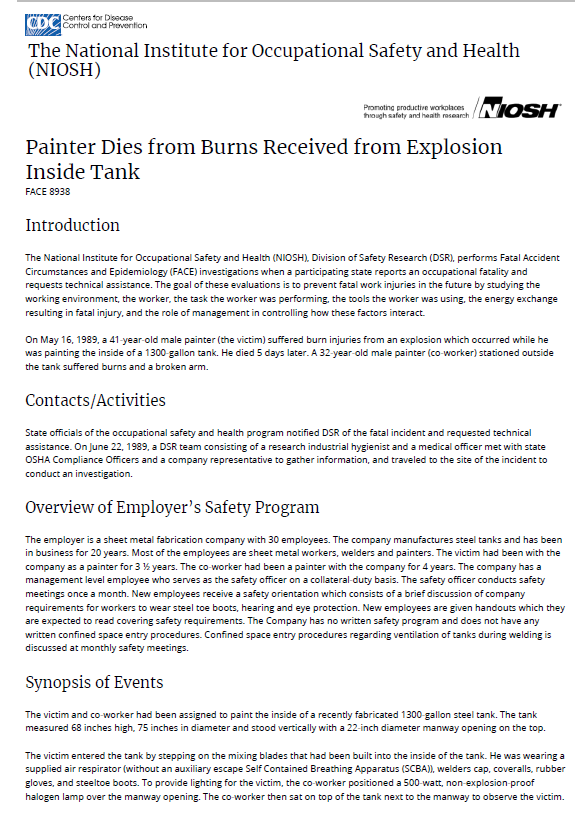 CDC Centers for Disease
Control and Prevention
The National Institute for Occupational Safety and Health
(NIOSH)
Promoting productive workplaces
through safety and health research
NIOSH
Painter Dies from Burns Received from Explosion
Inside Tank
FACE 8938
Introduction
The National Institute for Occupational Safety and Health (NIOSH), Division of Safety Research (DSR), performs Fatal Accident
Circumstances and Epidemiology (FACE) investigations when a participating state reports an occupational fatality and
requests technical assistance. The goal of these evaluations is to prevent fatal work injuries in the future by studying the
working environment, the worker, the task the worker was performing, the tools the worker was using, the energy exchange
resulting in fatal injury, and the role of management in controlling how these factors interact.
On May 16, 1989, a 41-year-old male painter (the victim) suffered burn injuries from an explosion which occurred while he
was painting the inside of a 1300-gallon tank. He died 5 days later. A 32-year-old male painter (co-worker) stationed outside
the tank suffered burns and a broken arm.
Contacts/Activities
State officials of the occupational safety and health program notified DSR of the fatal incident and requested technical
assistance. On June 22, 1989, a DSR team consisting of a research industrial hygienist and a medical officer met with state
OSHA Compliance Officers and a company representative to gather information, and traveled to the site of the incident to
conduct an investigation.
Overview of Employer's Safety Program
The employer is a sheet metal fabrication company with 30 employees. The company manufactures steel tanks and has been
in business for 20 years. Most of the employees are sheet metal workers, welders and painters. The victim had been with the
company as a painter for 3 ½ years. The co-worker had been a painter with the company for 4 years. The company has a
management level employee who serves as the safety officer on a collateral-duty basis. The safety officer conducts safety
meetings once a month. New employees receive a safety orientation which consists of a brief discussion of company
requirements for workers to wear steel toe boots, hearing and eye protection. New employees are given handouts which they
are expected to read covering safety requirements. The Company has no written safety program and does not have any
written confined space entry procedures. Confined space entry procedures regarding ventilation of tanks during welding is
discussed at monthly safety meetings.
Synopsis of Events
The victim and co-worker had been assigned to paint the inside of a recently fabricated 1300-gallon steel tank. The tank
measured 68 inches high, 75 inches in diameter and stood vertically with a 22-inch diameter manway opening on the top.
The victim entered the tank by stepping on the mixing blades that had been built into the inside of the tank. He was wearing a
supplied air respirator (without an auxiliary escape Self Contained Breathing Apparatus (SCBA)), welders cap, coveralls, rubber
gloves, and steeltoe boots. To provide lighting for the victim, the co-worker positioned a 500-watt, non-explosion-proof
halogen lamp over the manway opening. The co-worker then sat on top of the tank next to the manway to observe the victim.